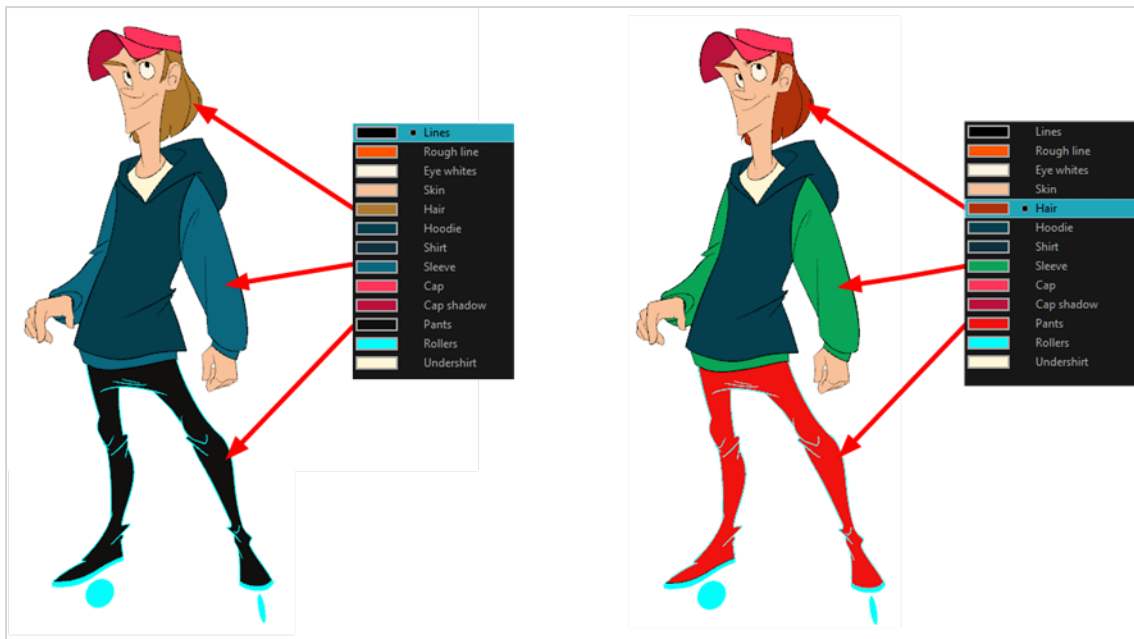 Lines
Rough line
Eye whites
Skin
Hair
Hoodie
Shirt
Sleeve
Cap
Cap shadow
Pants
Rollers
Undershirt
Lines
Rough line
Eye whites
Skin
Hair
Hoodie
Shirt
Sleeve
Cap
Cap shadow
Pants
Rollers
Undershirt